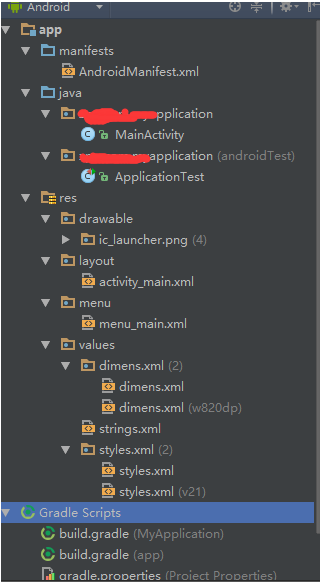 Android
app
manifests
AndroidManifest.xml
java
application
MainActivity
application (androidTest)
ApplicationTest
res
drawable
ic_launcher.png (4)
layout
activity_main.xml
menu
menu_main.xml
values
dimens.xml (2)
dimens.xml
dimens.xml (w820dp)
strings.xml
styles.xml (2)
styles.xml
styles.xml (v21)
Gradle Scripts
build.gradle (MyApplication)
build.gradle (app)
gradle.properties (Project Properties)